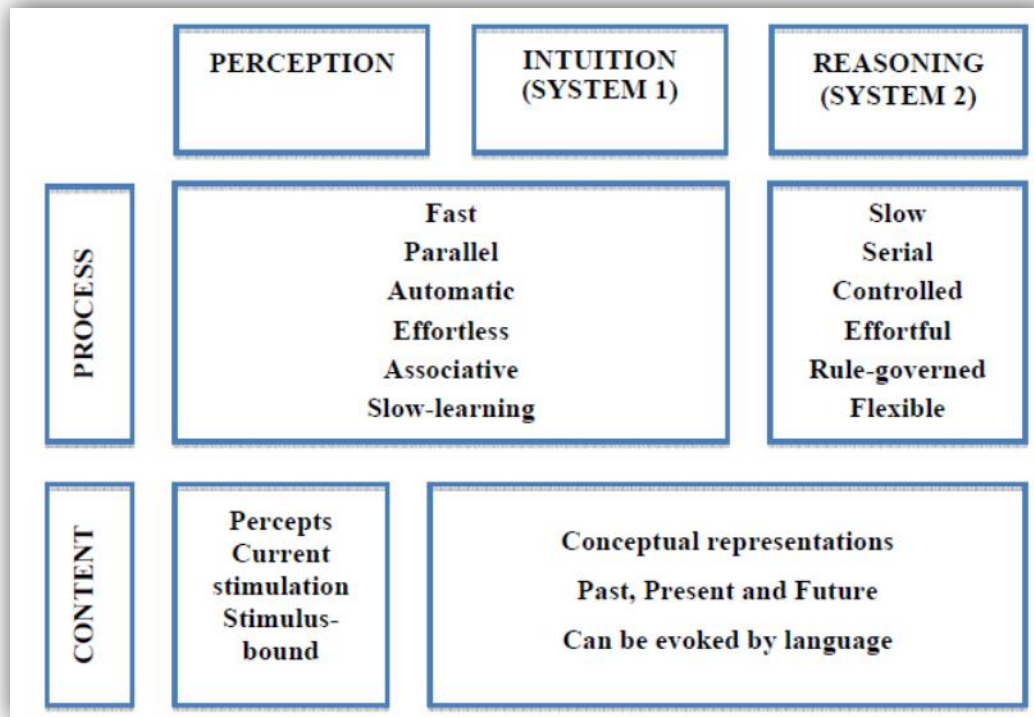 PERCEPTION
INTUITION
(SYSTEM 1)
REASONING
(SYSTEM 2)
PROCESS
Fast
Parallel
Automatic
Effortless
Associative
Slow-learning
Slow
Serial
Controlled
Effortful
Rule-governed
Flexible
CONTENT
Percepts
Current
stimulation
Stimulus-
bound
Conceptual representations
Past, Present and Future
Can be evoked by language